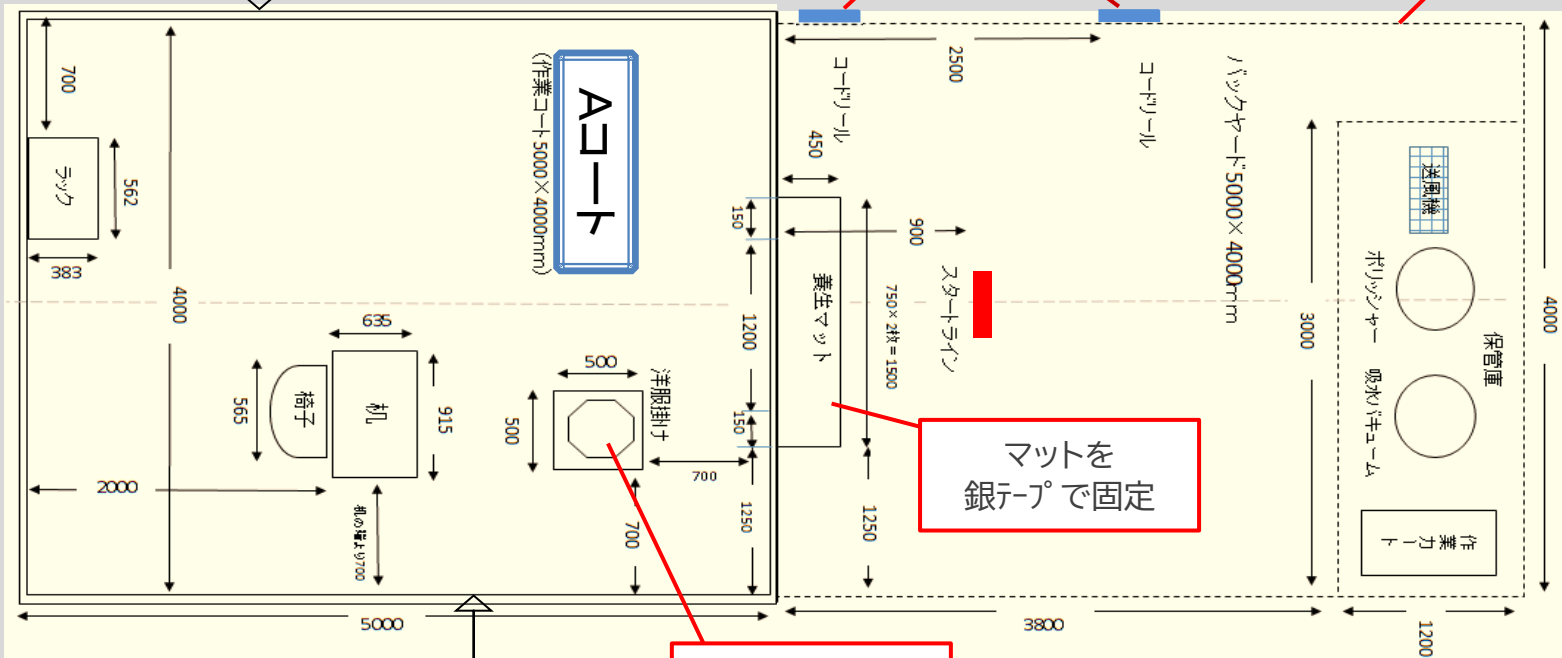 700
ラック
562
383
4000
Aコート
(作業コート5000×4000mm)
635
机
915
椅子
565
2000
机の端より700
洋服掛け
500
500
700
700
5000
150
1200
150
1250
450
コードリール
2500
コードリール
養生マット
750×2枚=1500
900
スタートライン
1250
マットを
銀テープで固定
バックヤード5000×4000mm
3000
3800
送風機
ポリッシャー
吸水バキューム
保管庫
作業カート
4000
1200